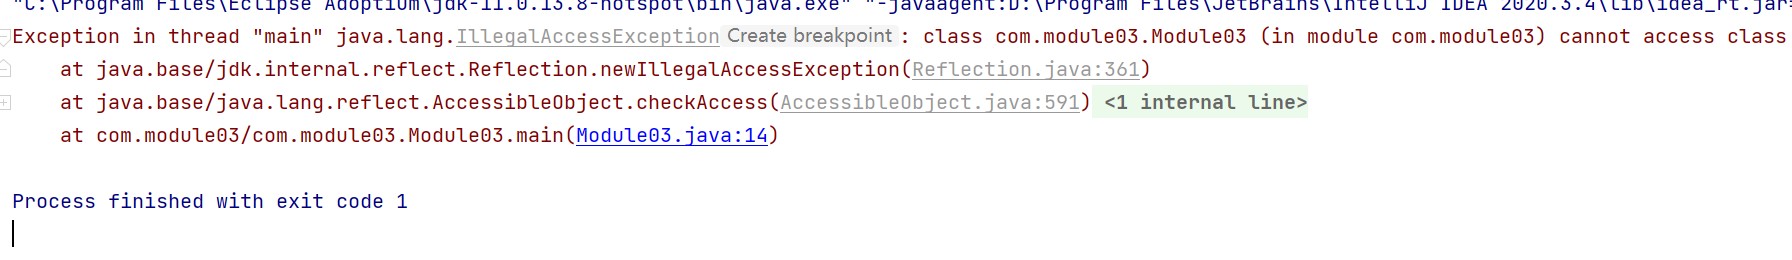 "C:\Program Files\Eclipse Adoptium\jdk-11.0.13.8-hotspot\bin\java.exe" "-javaagent:D:\Program Files\JetBrains\IntelliJ IDEA 2020.3.4\lib\idea_rt.jar=
Exception in thread "main" java.lang.IllegalAccessException Create breakpoint : class com.module03.Module03 (in module com.module03) cannot access class
at java.base/jdk.internal.reflect.Reflection.newIllegalAccessException(Reflection.java:361)
at java.base/java.lang.reflect.AccessibleObject.checkAccess(AccessibleObject.java:591) <1 internal line>
at com.module03/com.module03.Module03.main(Module03.java:14)
Process finished with exit code 1